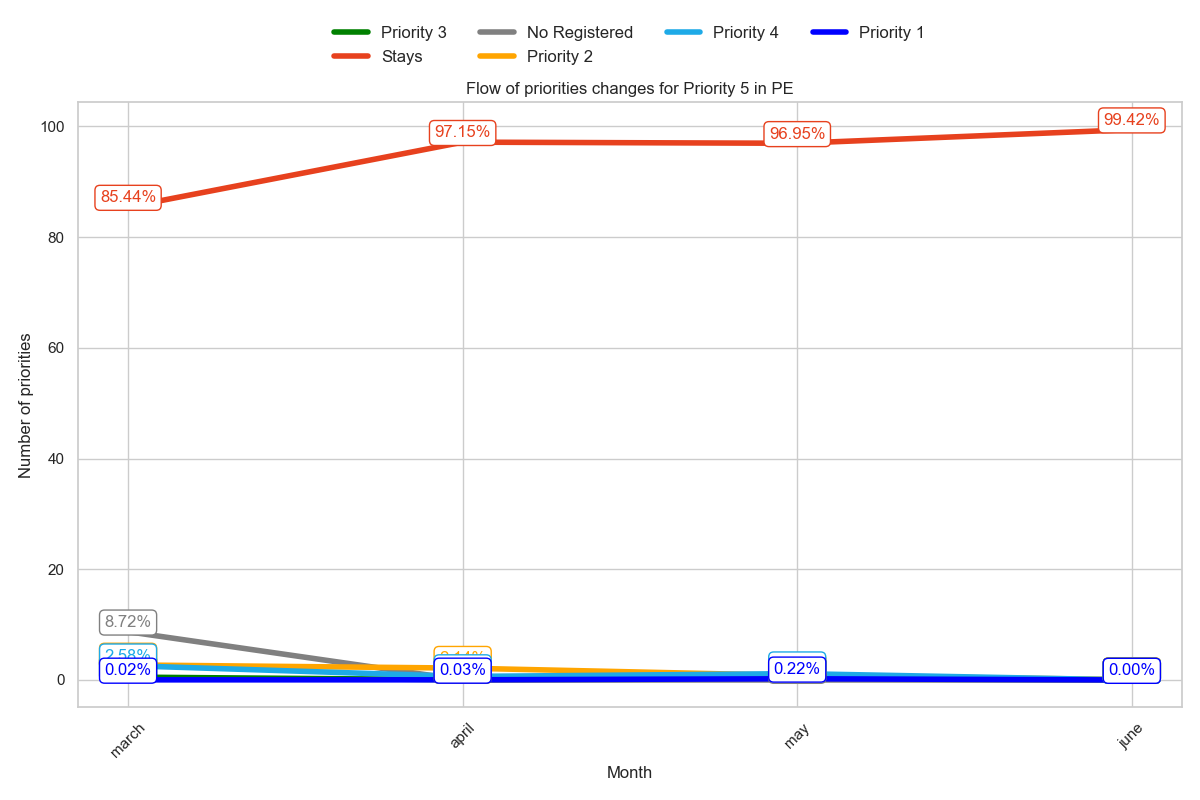 Priority 3 No Registered Priority 4 Priority 1
Stays Priority 2
Flow of priorities changes for Priority 5 in PE
100
80
60
40
20
0
Number of priorities
85.44%
97.15%
96.95%
99.42%
8.72%
2.58%
0.02%
0.03%
0.22%
0.00%
march
april
may
june
Month